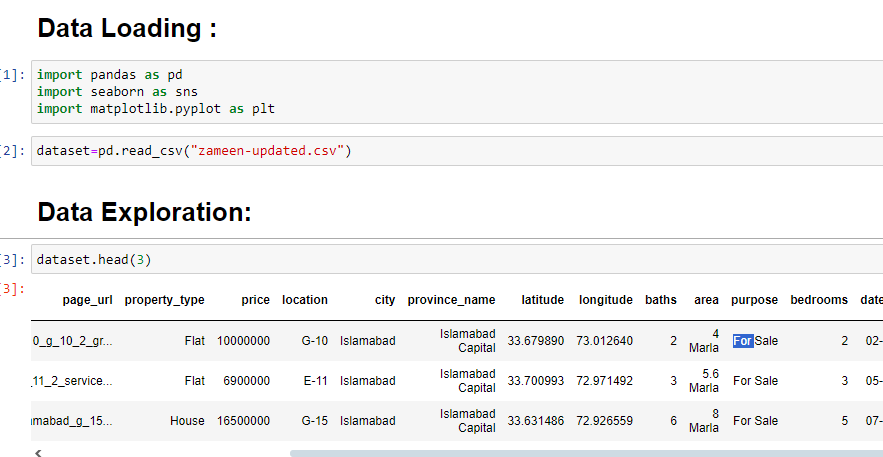 Data Loading :
[1]: import pandas as pd
import seaborn as sns
import matplotlib.pyplot as plt
[2]: dataset=pd.read_csv("zameen-updated.csv")
Data Exploration:
[3]: dataset.head(3)
[3]:
page_url property_type price location city province_name latitude longitude baths area purpose bedrooms date
0_g_10_2_gr... Flat 10000000 G-10 Islamabad Islamabad Capital 33.679890 73.012640 2 4 Marla For Sale 2 02-
_11_2_service... Flat 6900000 E-11 Islamabad Islamabad Capital 33.700993 72.971492 3 5.6 Marla For Sale 3 05-
amabad_g_15... House 16500000 G-15 Islamabad Islamabad Capital 33.631486 72.926559 6 8 Marla For Sale 5 07-